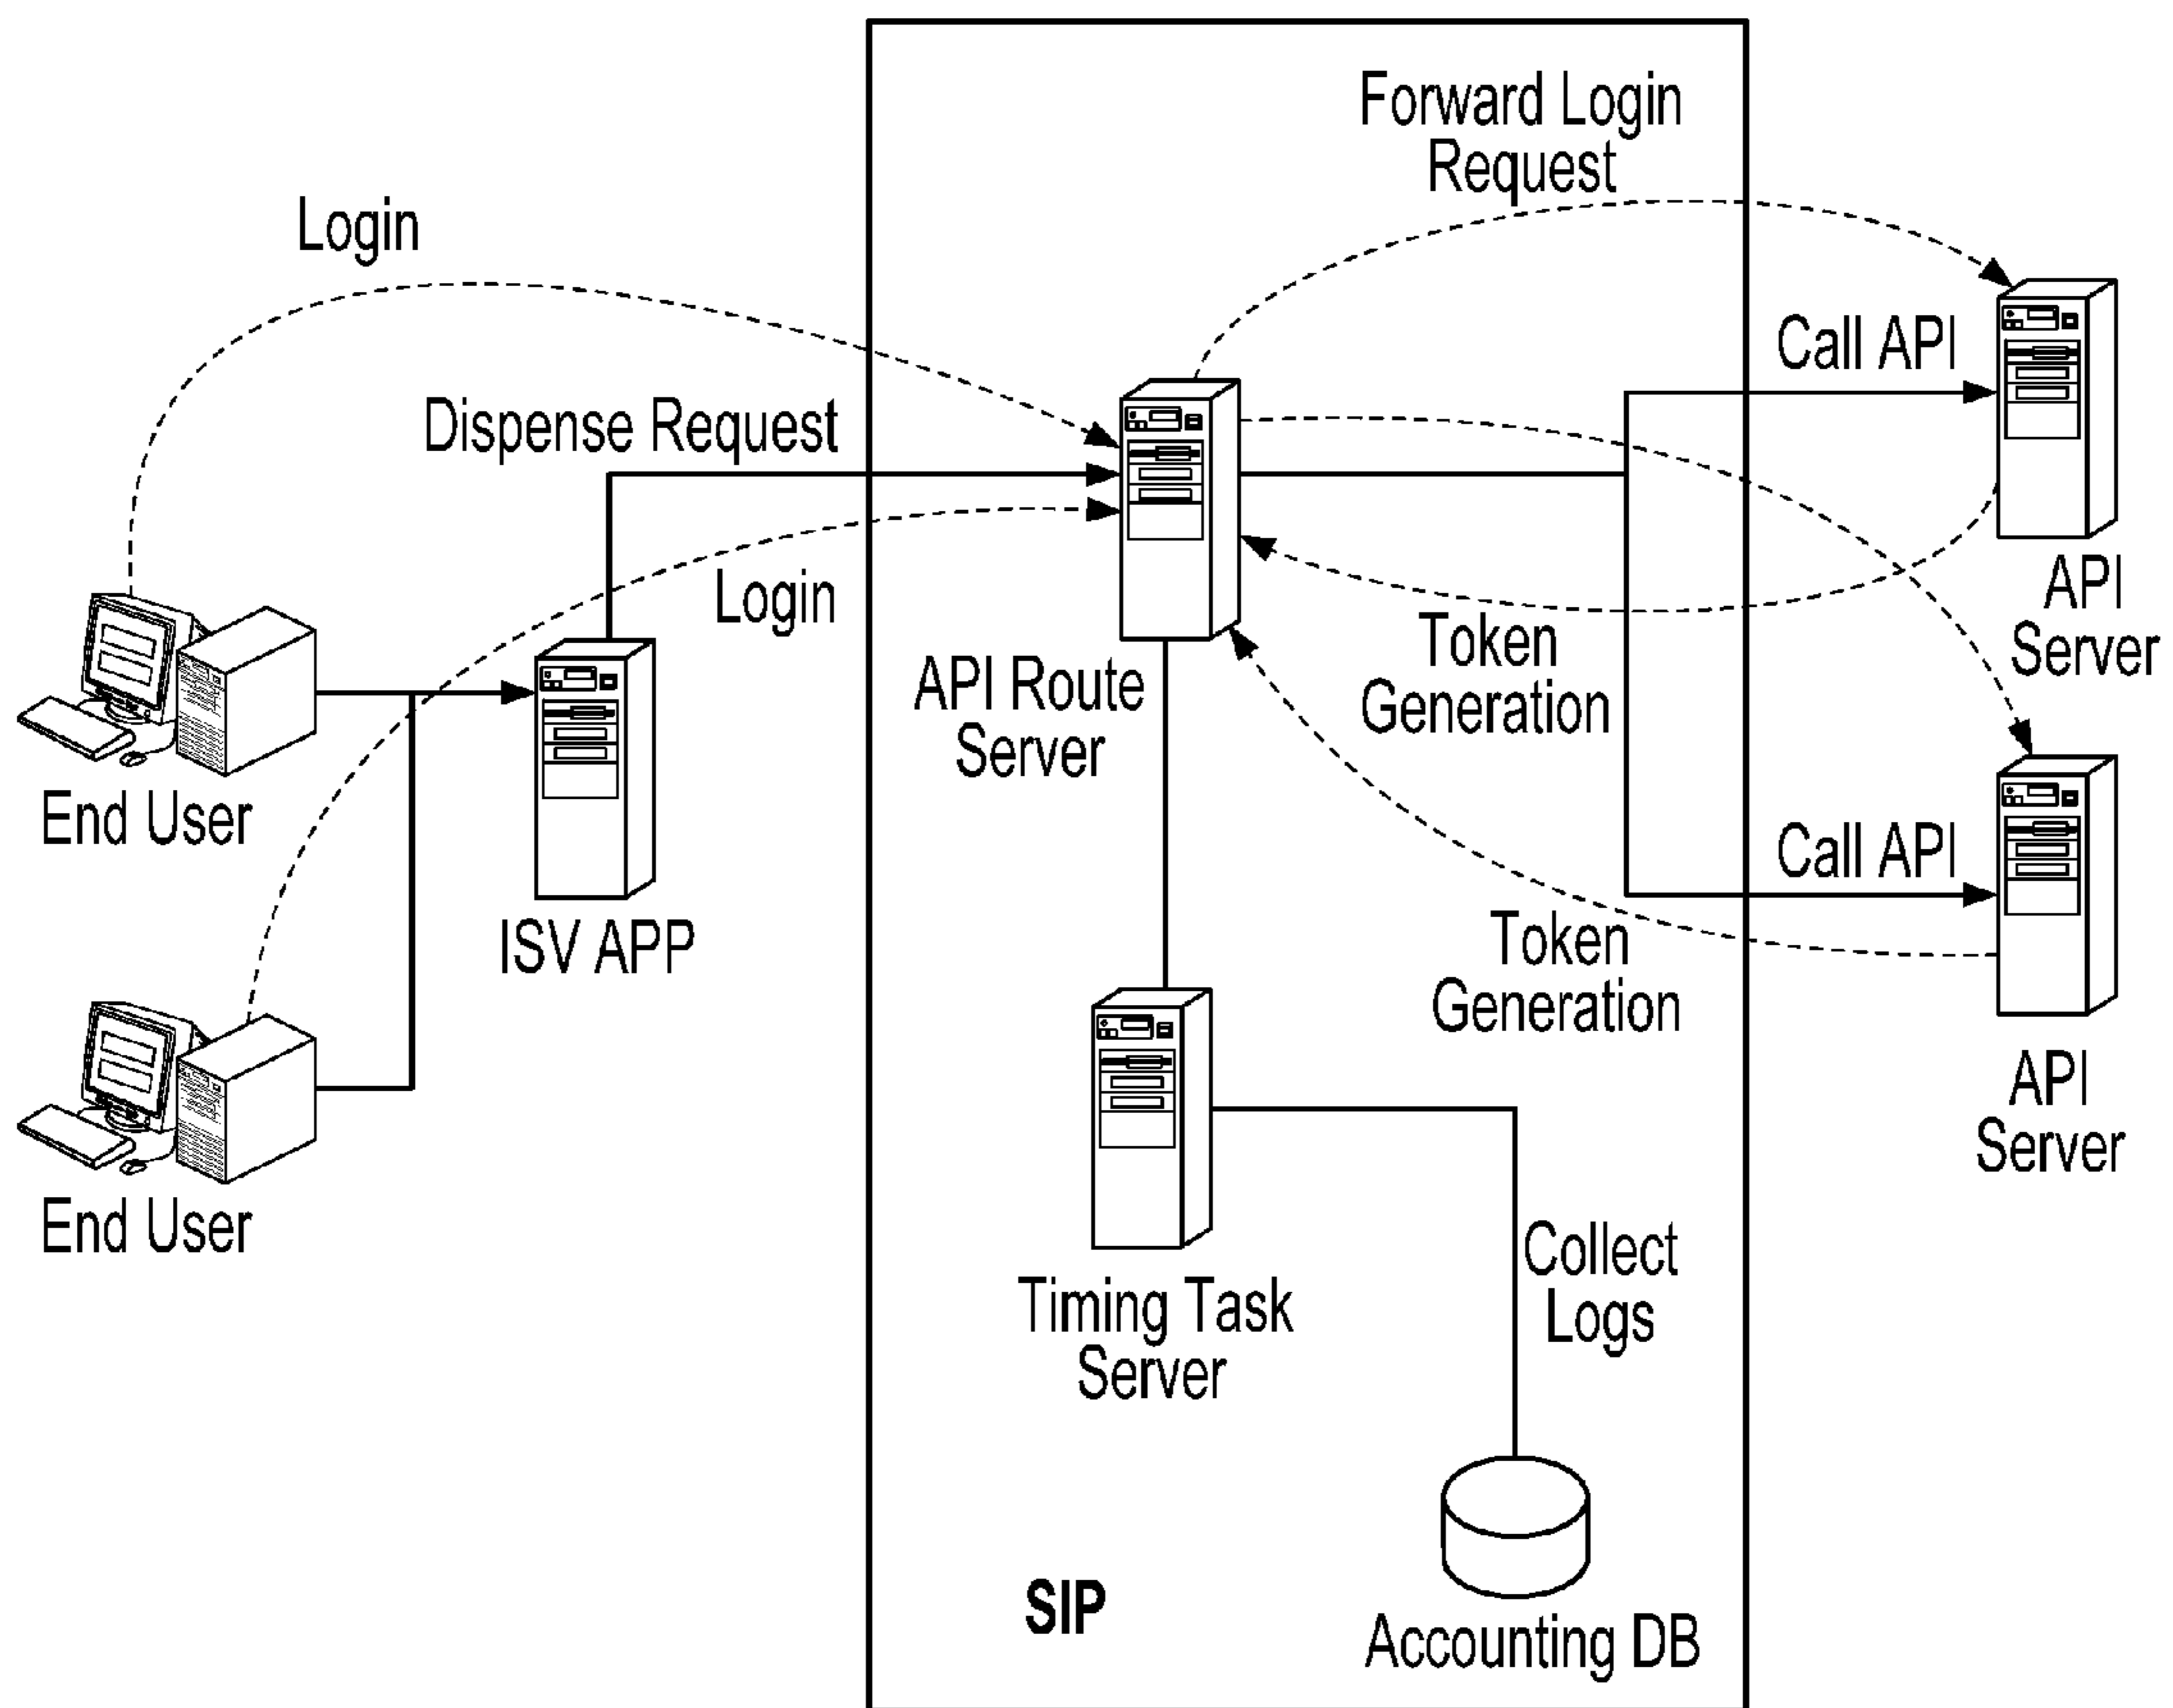 Forward Login
Request
Login
Call API
Dispense Request
API
Server
Login
Token
Generation
API Route
Server
End User
Call API
ISV APP
Token
Generation
API
Server
End User
Collect
Logs
Timing Task
Server
SIP
Accounting DB